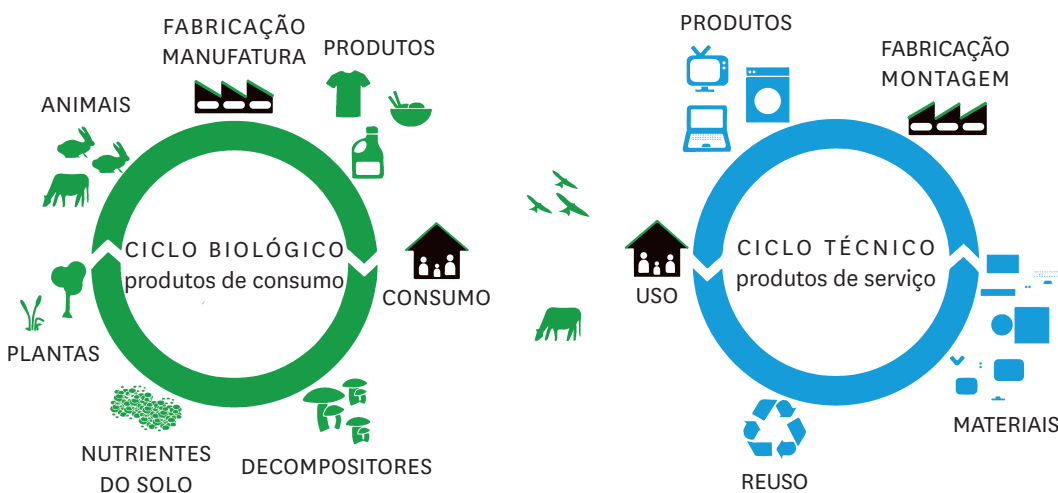 FABRICAÇÃO
MANUFATURA
PRODUTOS
ANIMAIS
CICLO BIOLÓGICO
produtos de consumo
CONSUMO
PLANTAS
NUTRIENTES
DO SOLO
DECOMPOSITORES
PRODUTOS
FABRICAÇÃO
MONTAGEM
CICLO TÉCNICO
produtos de serviço
USO
MATERIAIS
REUSO